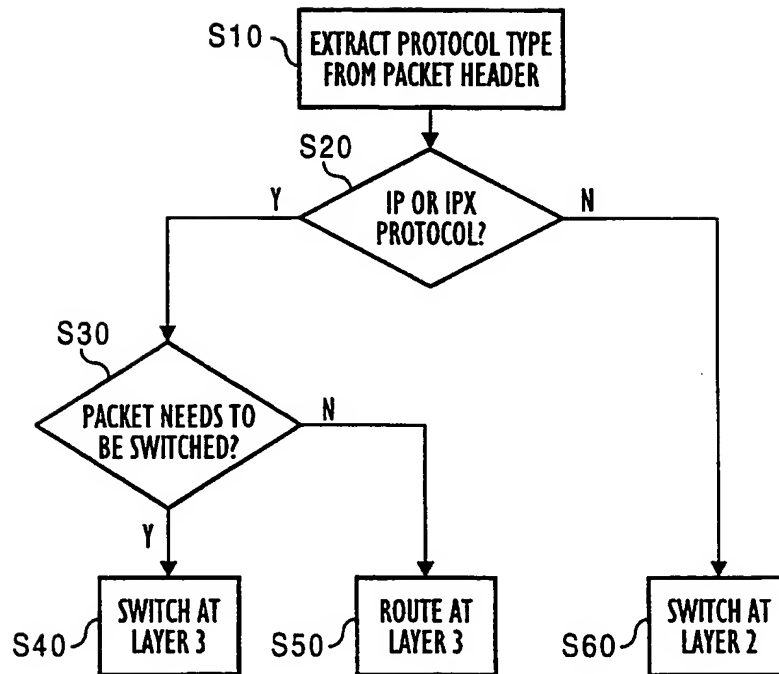 S10
EXTRACT PROTOCOL TYPE
FROM PACKET HEADER
S20
Y
IP OR IPX
PROTOCOL?
N
S30
PACKET NEEDS TO
BE SWITCHED?
N
Y
S40
SWITCH AT
LAYER 3
S50
ROUTE AT
LAYER 3
S60
SWITCH AT
LAYER 2